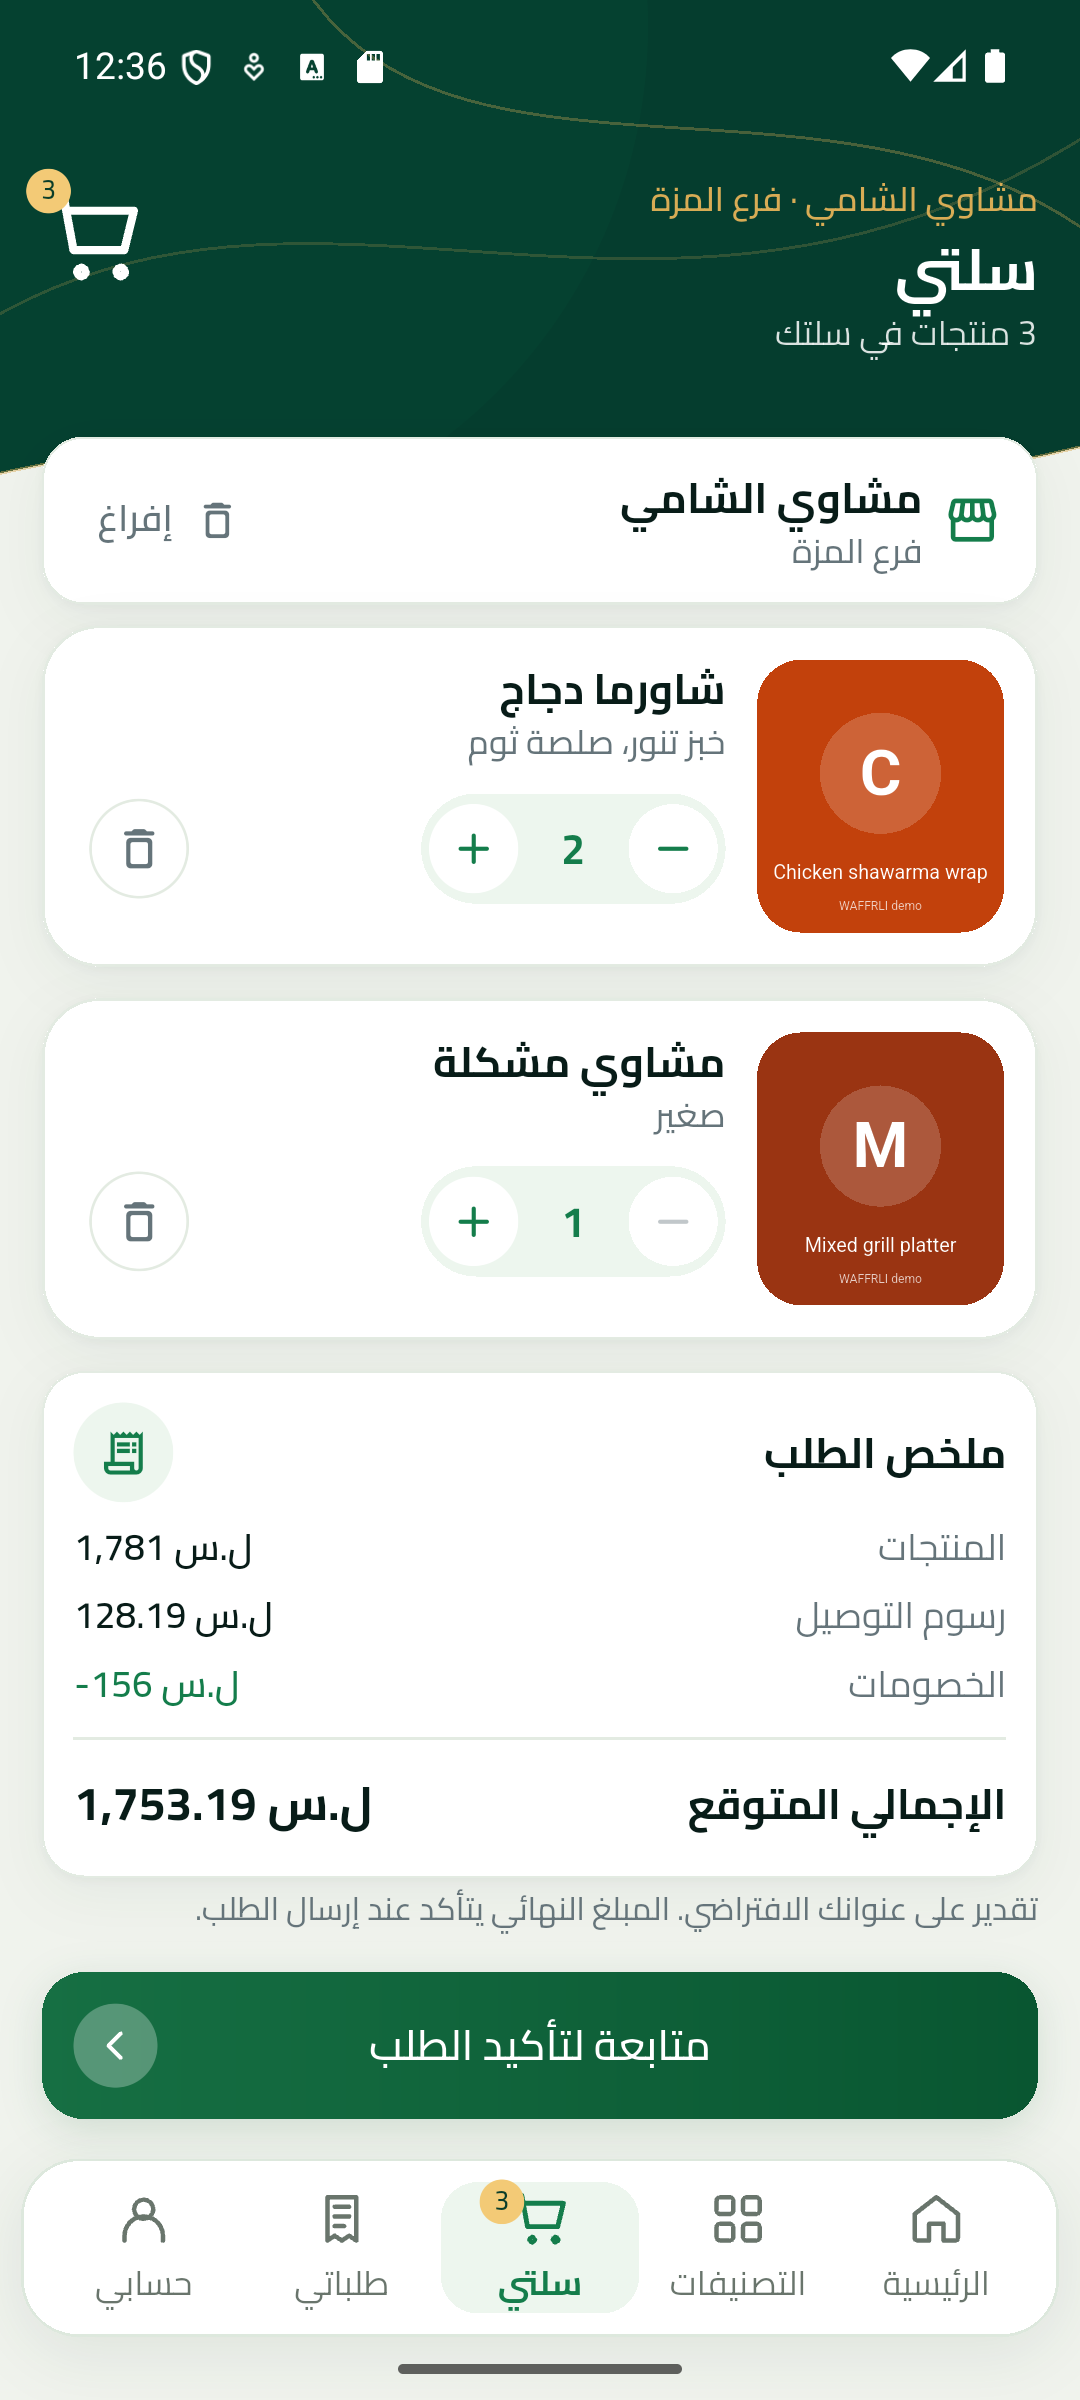 12:36
3
مشاوي الشامي · فرع المزة
سلتي
3 منتجات في سلتك
مشاوي الشامي
فرع المزة
إفراغ
شاورما دجاج
خبز تنور، صلصة ثوم
2
C
Chicken shawarma wrap
WAFFRLI demo
مشاوي مشكلة
صغير
1
M
Mixed grill platter
WAFFRLI demo
ملخص الطلب
المنتجات
1,781 ل.س
رسوم التوصيل
128.19 ل.س
الخصومات
-156 ل.س
الإجمالي المتوقع
1,753.19 ل.س
تقدير على عنوانك الافتراضي. المبلغ النهائي يتأكد عند إرسال الطلب.
متابعة لتأكيد الطلب
الرئيسية
التصنيفات
3
سلتي
طلباتي
حسابي